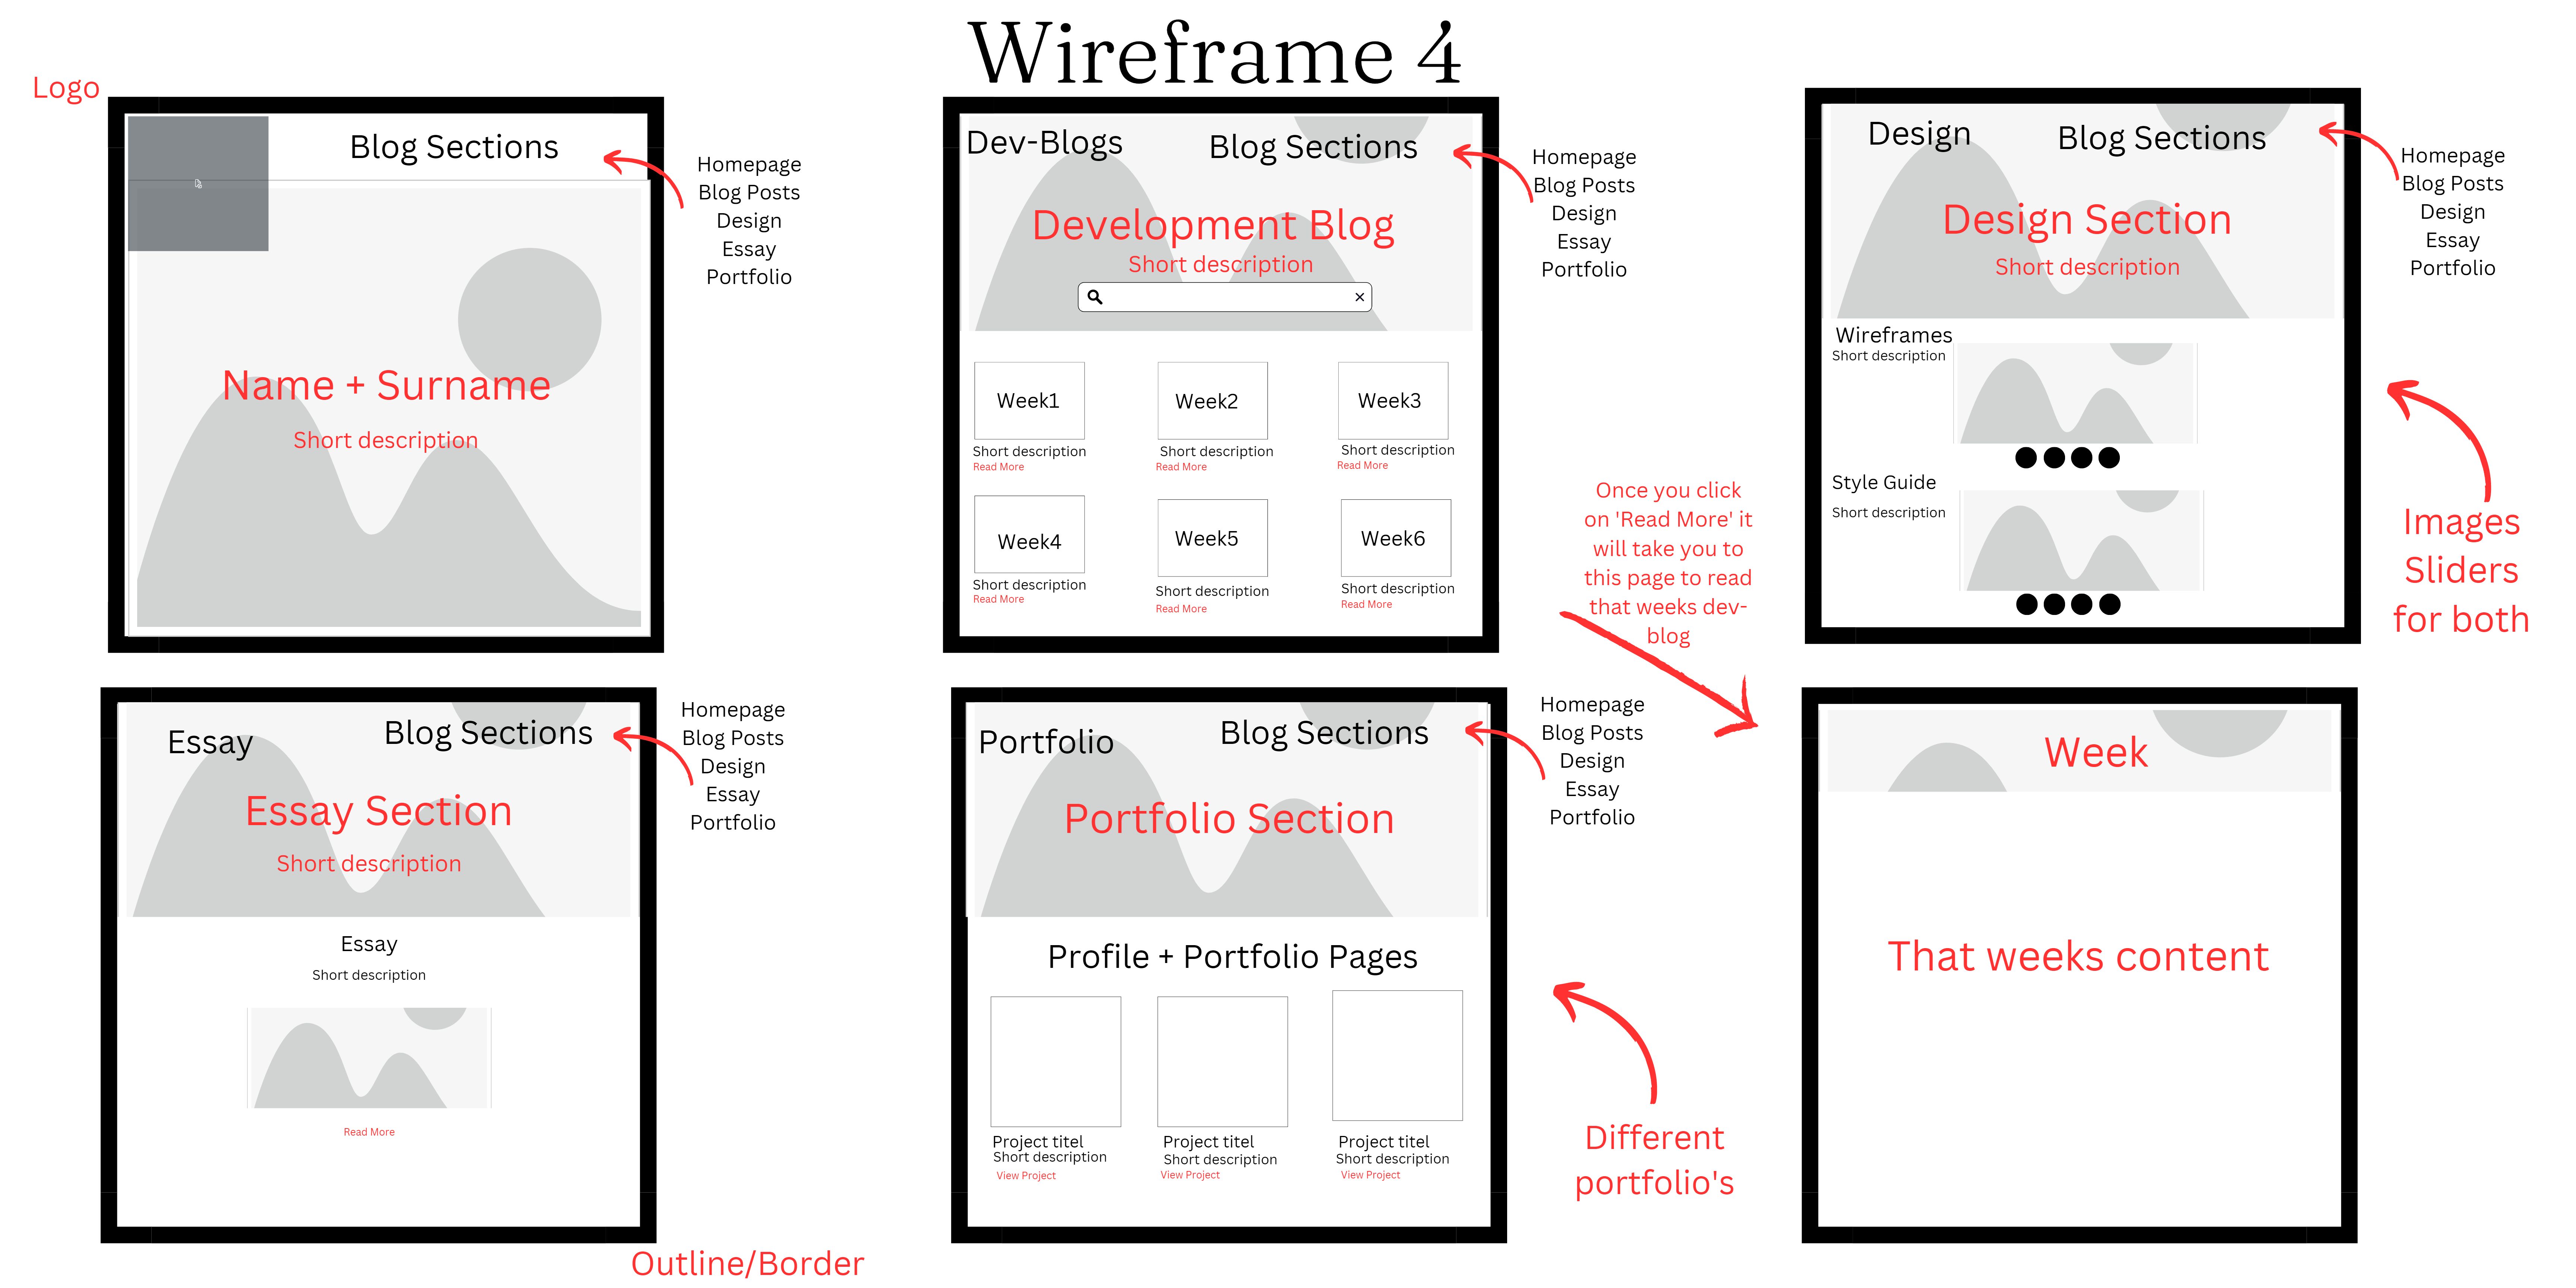 Wireframe 4
Logo
Blog Sections
Homepage
Blog Posts
Design
Essay
Portfolio
Name + Surname
Short description
Dev-Blogs
Blog Sections
Homepage
Blog Posts
Design
Essay
Portfolio
Development Blog
Short description
Week1
Week2
Week3
Short description
Short description
Short description
Read More
Read More
Read More
Week4
Week5
Week6
Short description
Short description
Short description
Read More
Read More
Read More
Once you click
on 'Read More' it
will take you to
this page to read
that weeks dev-
blog
Design
Blog Sections
Homepage
Blog Posts
Design
Essay
Portfolio
Design Section
Short description
Wireframes
Short description
Style Guide
Short description
Images
Sliders
for both
Essay
Blog Sections
Homepage
Blog Posts
Design
Essay
Portfolio
Essay Section
Short description
Essay
Short description
Read More
Outline/Border
Portfolio
Blog Sections
Homepage
Blog Posts
Design
Essay
Portfolio
Portfolio Section
Profile + Portfolio Pages
Project titel
Project titel
Project titel
Short description
Short description
Short description
View Project
View Project
View Project
Different
portfolio's
Week
That weeks content